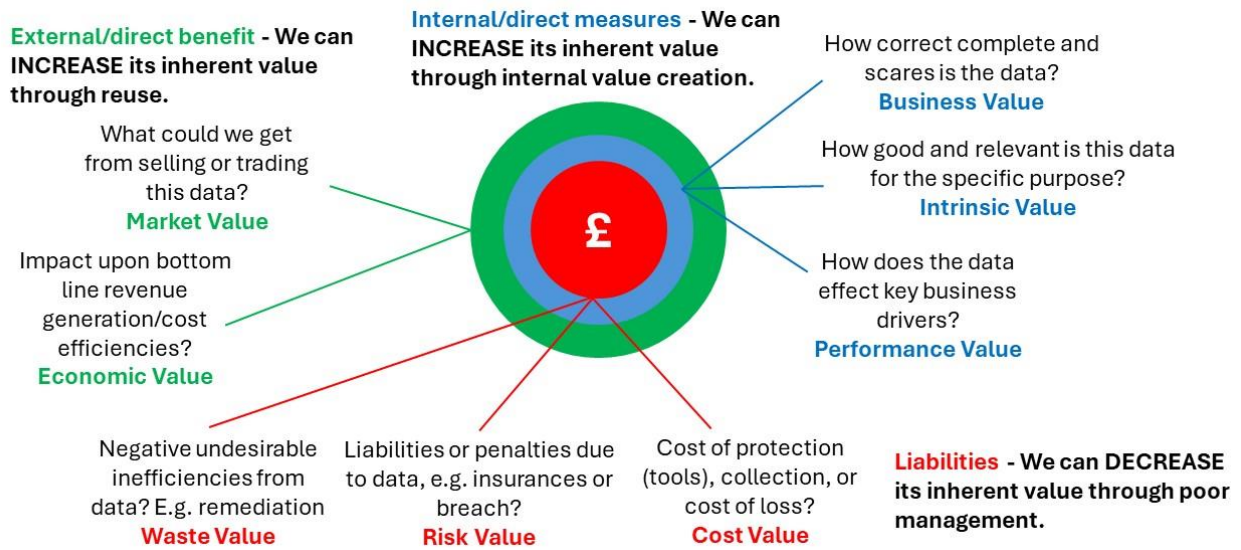 External/direct benefit - We can
INCREASE its inherent value
through reuse.
What could we get
from selling or trading
this data?
Market Value
Impact upon bottom
line revenue
generation/cost
efficiencies?
Economic Value
Internal/direct measures - We can
INCREASE its inherent value
through internal value creation.
£
How correct complete and
scares is the data?
Business Value
How good and relevant is this data
for the specific purpose?
Intrinsic Value
How does the data
effect key business
drivers?
Performance Value
Negative undesirable
inefficiencies from
data? E.g. remediation
Waste Value
Liabilities or penalties due
to data, e.g. insurances or
breach?
Risk Value
Cost of protection
(tools), collection, or
cost of loss?
Cost Value
Liabilities - We can DECREASE
its inherent value through poor
management.